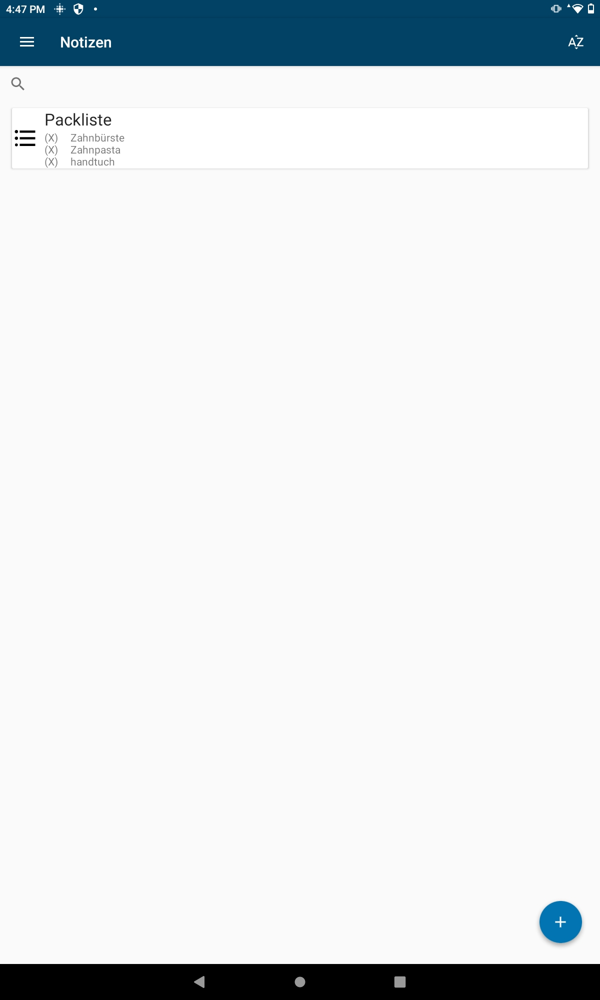 4:47 PM
Notizen
AZ
Packliste
(X) Zahnbürste
(X) Zahnpasta
(X) handtuch